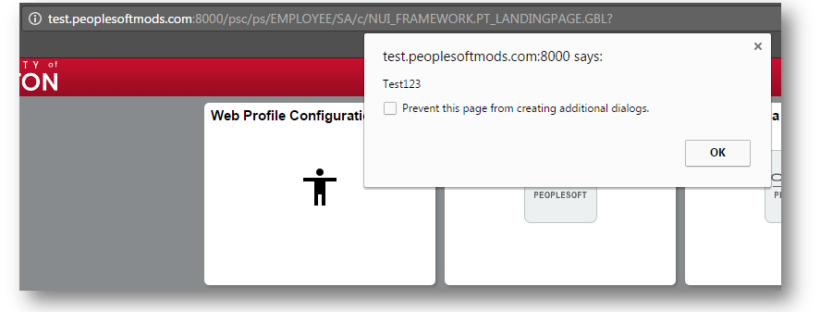 test.peoplesoftmods.com:8000/psc/ps/EMPLOYEE/SA/c/NUI_FRAMEWORK.PT_LANDINGPAGE.GBL?
test.peoplesoftmods.com:8000 says:
×
Test123
Prevent this page from creating additional dialogs.
OK
TY of
TON
Web Profile Configurati
PEOPLESOFT